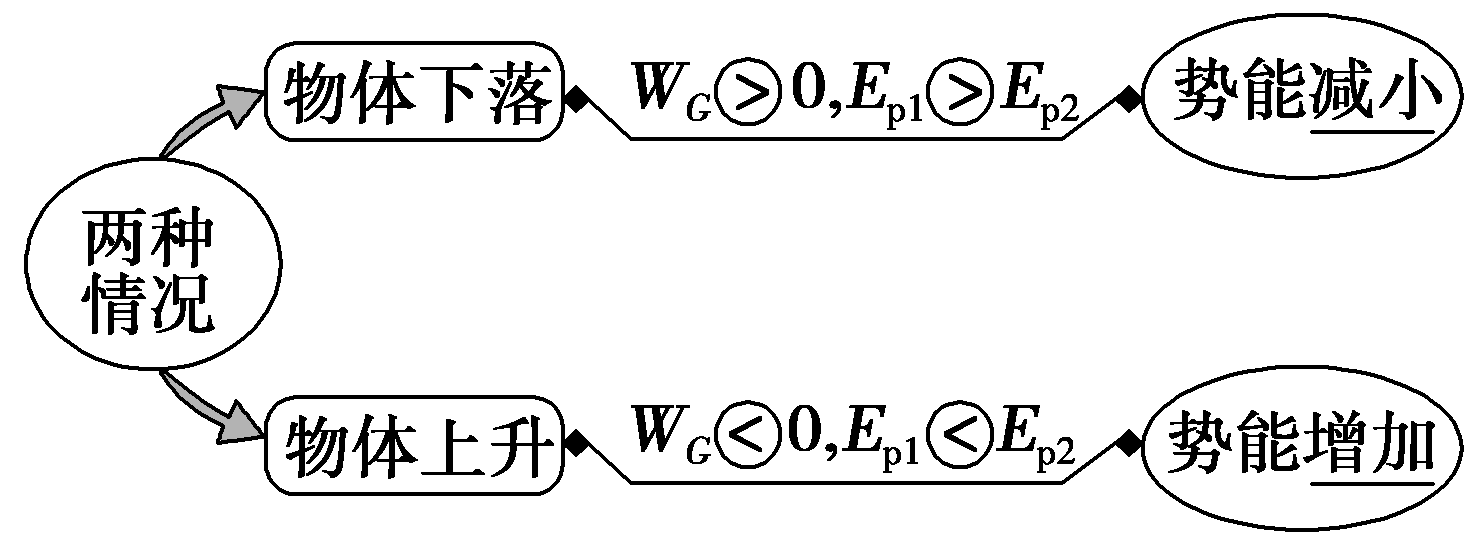 物体下落
W_G>0,E_p1>E_p2
势能减小
两种
情况
物体上升
W_G<0,E_p1<E_p2
势能增加